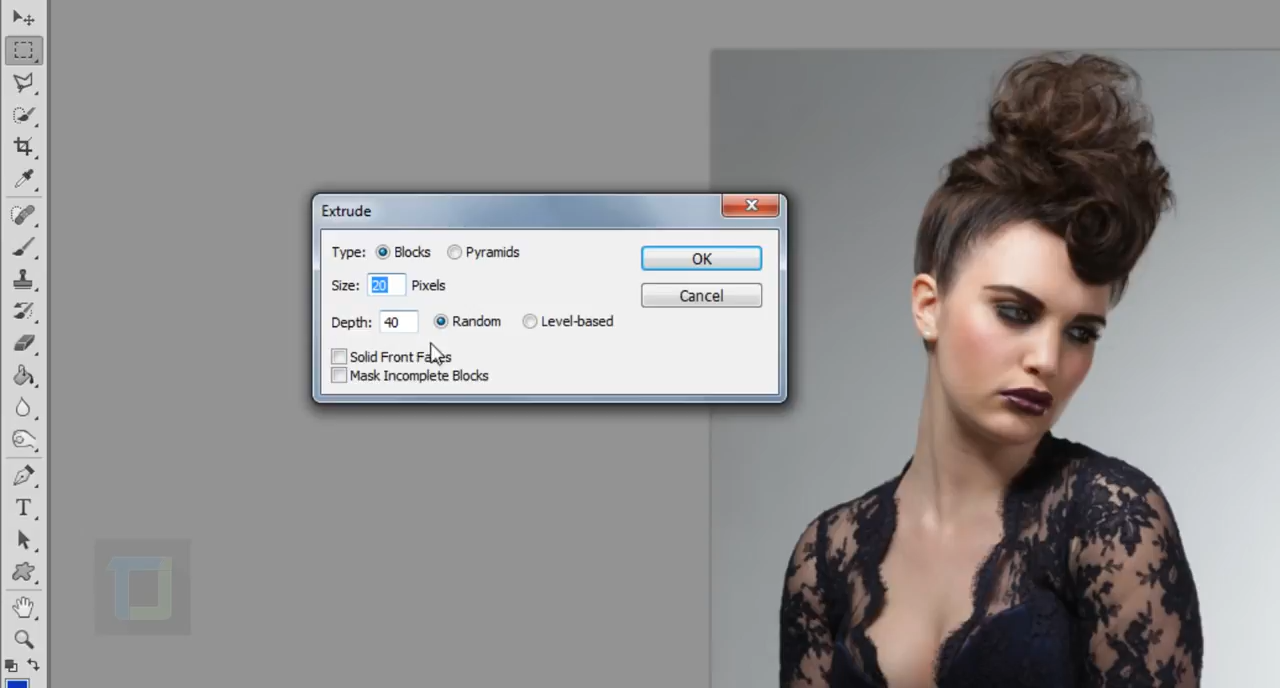 Extrude
Type: Blocks Pyramids
OK
Size: 20 Pixels
Cancel
Depth: 40 Random Level-based
Solid Front Faces
Mask Incomplete Blocks
T